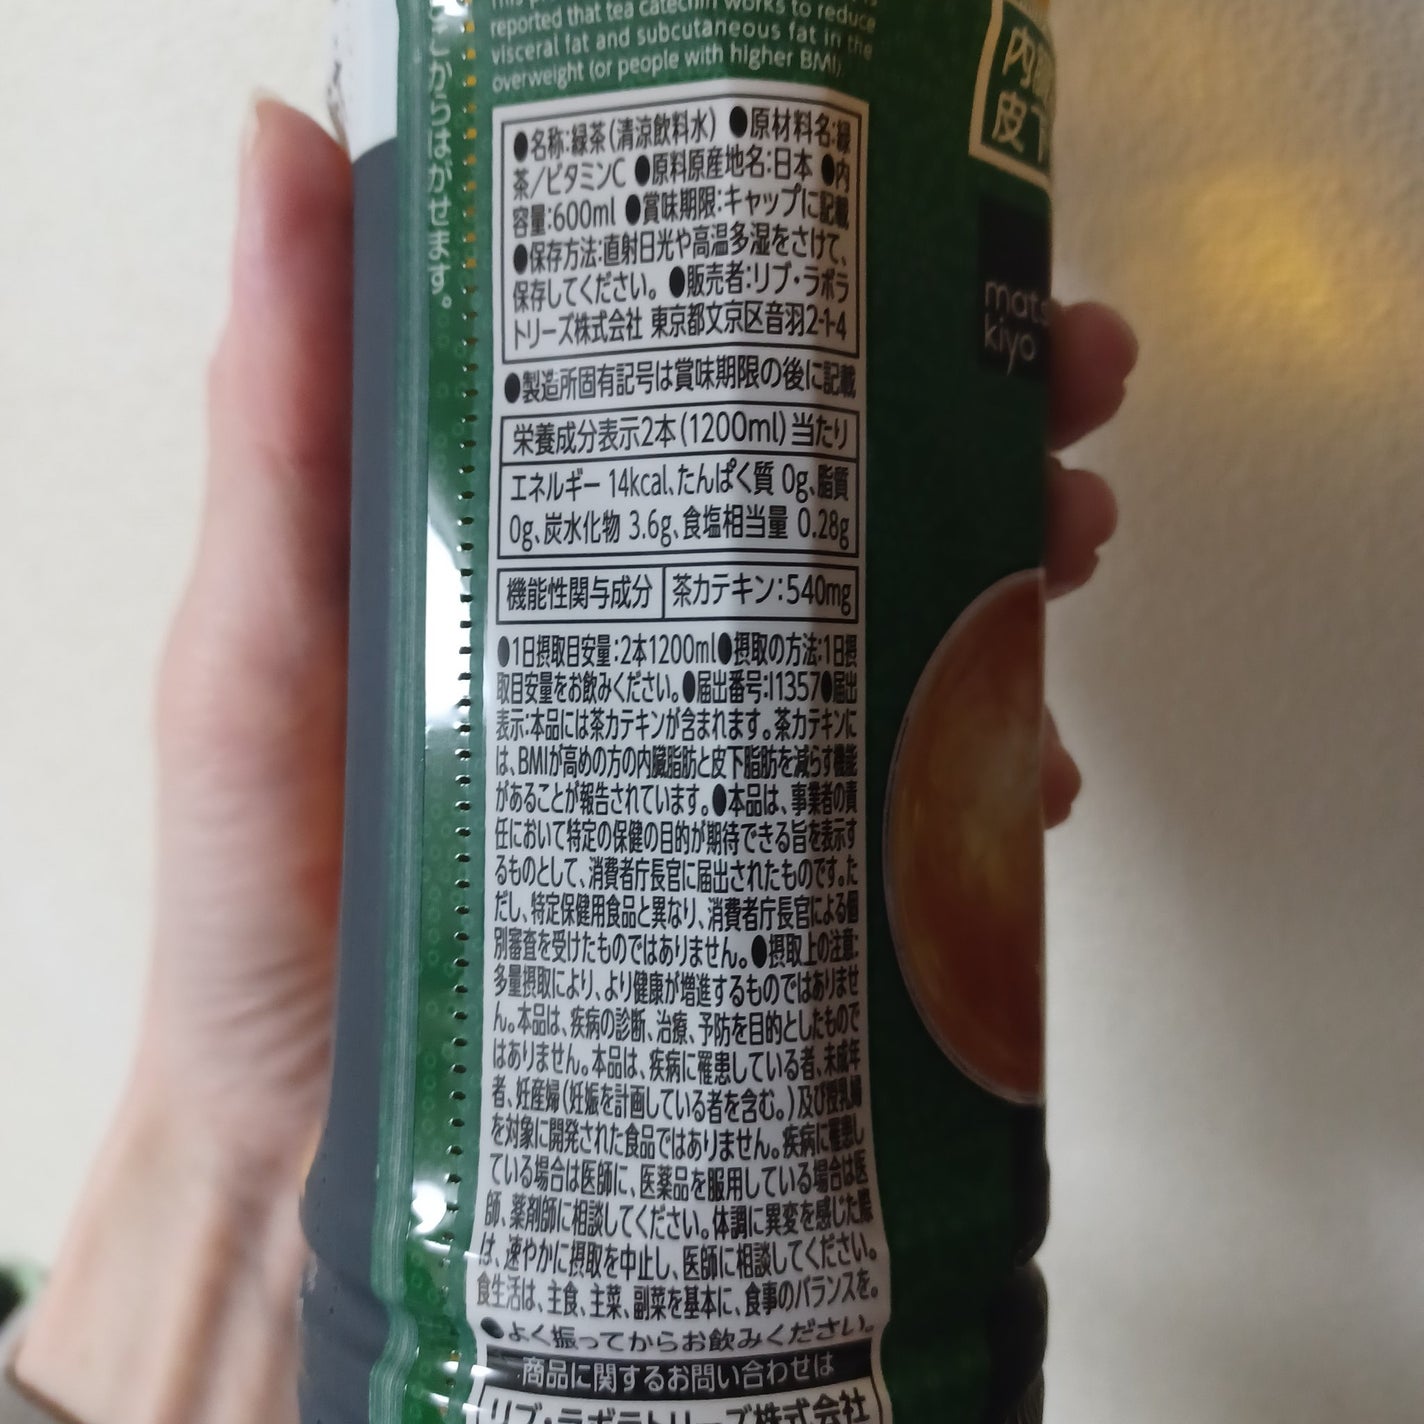 ここからはがせます。
reported that tea catechin works to reduce
visceral fat and subcutaneous fat in the
overweight (or people with higher BMI).
●名称:緑茶(清涼飲料水) ●原材料名:緑
茶/ビタミンC ●原料原産地名:日本 ●内
容量:600ml ●賞味期限:キャップに記載
●保存方法:直射日光や高温多湿をさけて、
保存してください。 ●販売者:リブ・ラボラ
トリーズ株式会社 東京都文京区音羽2-1-4
●製造所固有記号は賞味期限の後に記載
栄養成分表示2本(1200ml)当たり
エネルギー 14kcal、たんぱく質 0g、脂質
0g、炭水化物 3.6g、食塩相当量 0.28g
機能性関与成分 茶カテキン:540mg
●1日摂取目安量:2本1200ml●摂取の方法:1日摂
取目安量をお飲みください。●届出番号:I1357●届出
表示:本品には茶カテキンが含まれます。茶カテキンに
は、BMIが高めの方の内臓脂肪と皮下脂肪を減らす機能
があることが報告されています。●本品は、事業者の責
任において特定の保健の目的が期待できる旨を表示す
るものとして、消費者庁長官に届出されたものです。た
だし、特定保健用食品と異なり、消費者庁長官による個
別審査を受けたものではありません。●摂取上の注意:
多量摂取により、より健康が増進するものではありませ
ん。本品は、疾病の診断、治療、予防を目的としたもので
はありません。本品は、疾病に罹患している者、未成年
者、妊産婦(妊娠を計画している者を含む。)及び授乳婦
を対象に開発された食品ではありません。疾病に罹患し
ている場合は医師に、医薬品を服用している場合は医
師、薬剤師に相談してください。体調に異変を感じた際
は、速やかに摂取を中止し、医師に相談してください。
食生活は、主食、主菜、副菜を基本に、食事のバランスを。
●よく振ってからお飲みください。
商品に関するお問い合わせは
リブ・ラボラトリーズ株式会社
皮下
mats
kiyo